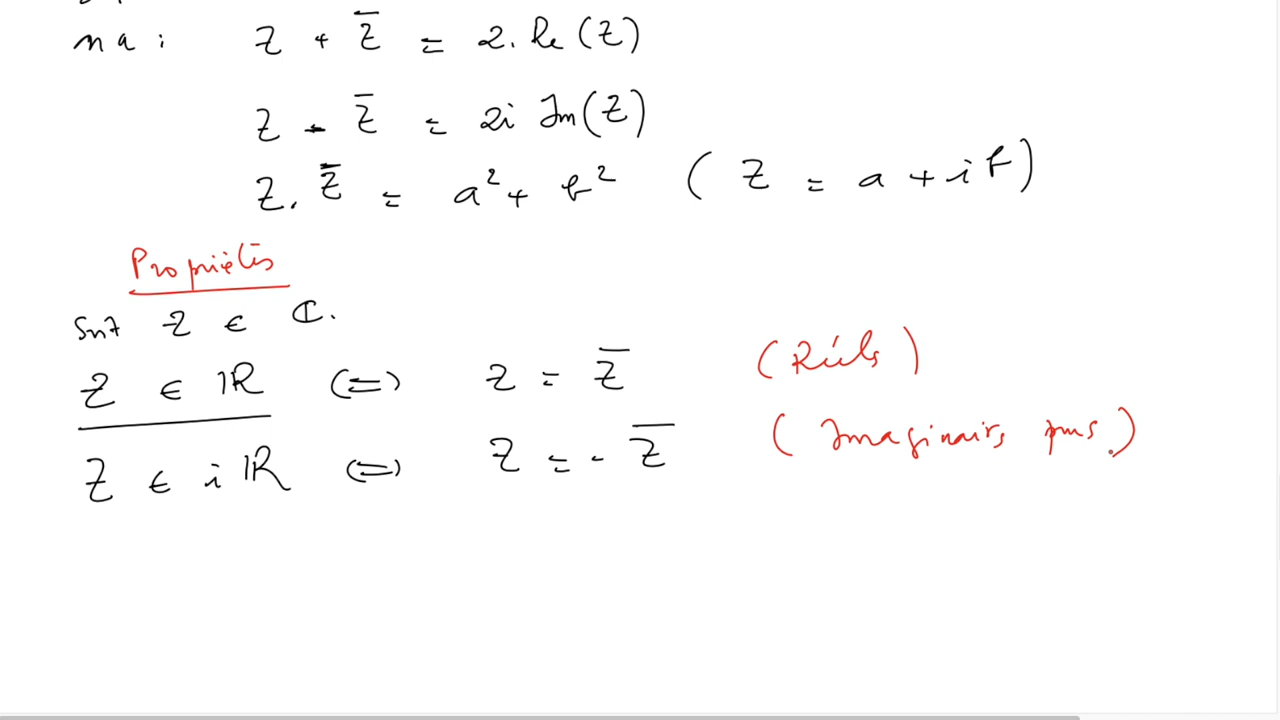 on a : z + z̄ = 2. Re(z)
z - z̄ = 2i Im(z)
z. z̄ = a² + b² ( z = a + ib )
Propriétés
Soit z ∈ ℂ.
z ∈ ℝ (=) z = z̄ (Réels)
z ∈ iℝ (=) z = - z̄ ( Imaginaires purs.)